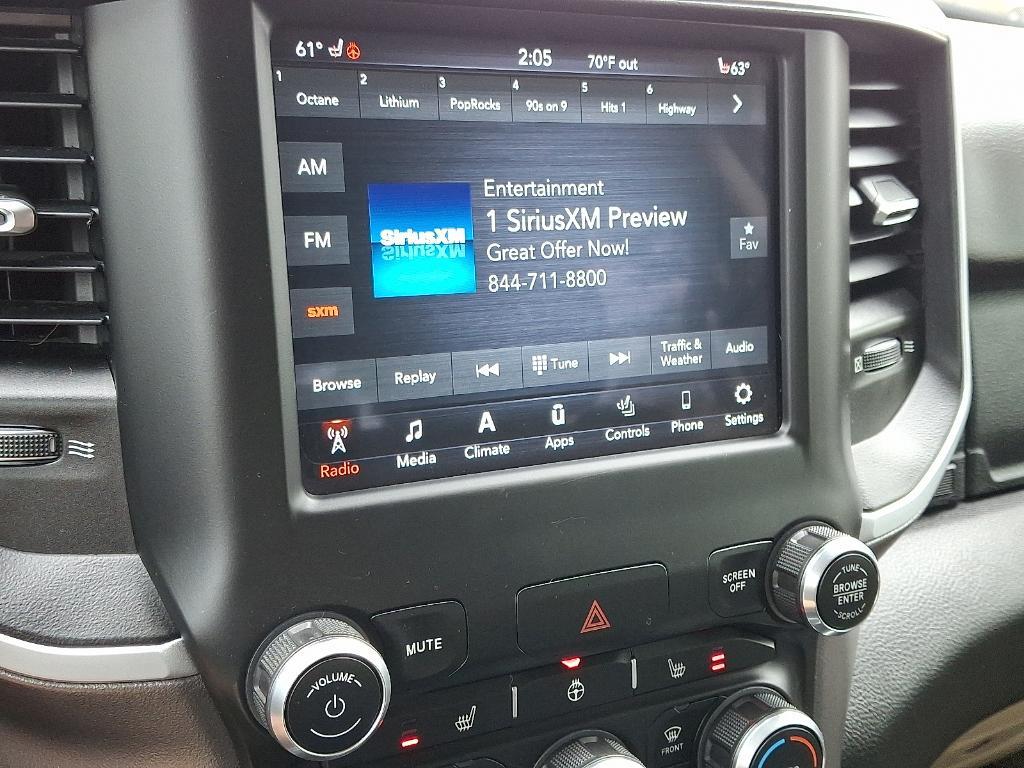 61° 2:05 70°F out 63°
1 Octane 2 Lithium 3 PopRocks 4 90s on 9 5 Hits 1 6 Highway
AM
FM
sxm
SiriusXM
Entertainment
1 SiriusXM Preview
Great Offer Now!
844-711-8800
Fav
Browse Replay Tune Traffic & Weather Audio
Radio Media A Climate Apps Controls Phone Settings
VOLUME
MUTE
SCREEN
OFF
TUNE
BROWSE
ENTER
SCROLL
FRONT